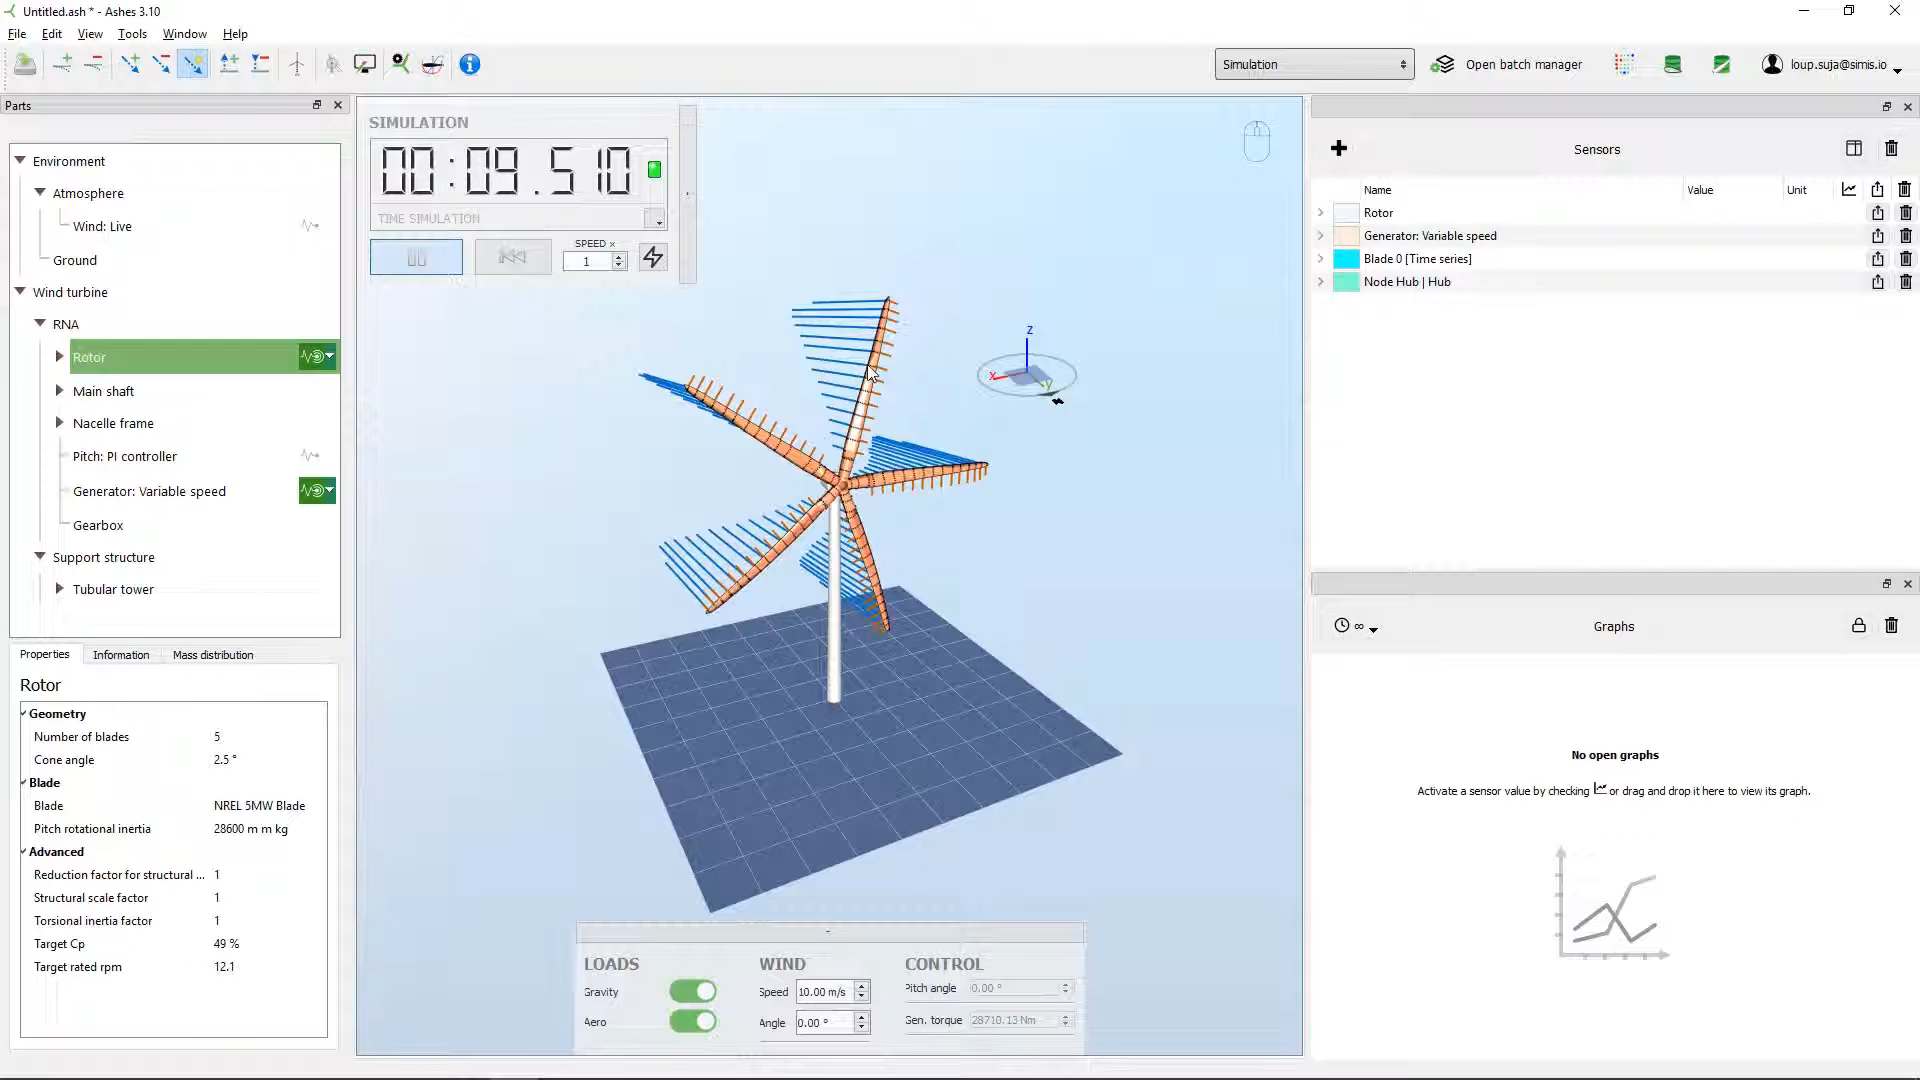 Untitled.ash * - Ashes 3.10
File Edit View Tools Window Help
Simulation
Open batch manager
loup.suja@simis.io
Parts
Environment
Atmosphere
Wind: Live
Ground
Wind turbine
RNA
Rotor
Main shaft
Nacelle frame
Pitch: PI controller
Generator: Variable speed
Gearbox
Support structure
Tubular tower
Properties
Information
Mass distribution
Rotor
Geometry
Number of blades 5
Cone angle 2.5 °
Blade
Blade NREL 5MW Blade
Pitch rotational inertia 28600 m m kg
Advanced
Reduction factor for structural ... 1
Structural scale factor 1
Torsional inertia factor 1
Target Cp 49 %
Target rated rpm 12.1
SIMULATION
00:09.510
TIME SIMULATION
SPEED ×
1
z
x
y
LOADS
Gravity
Aero
WIND
Speed 10.00 m/s
Angle 0.00 °
CONTROL
Pitch angle 0.00 °
Gen. torque 28710.13 Nm
Sensors
Name Value Unit
Rotor
Generator: Variable speed
Blade 0 [Time series]
Node Hub | Hub
∞
Graphs
No open graphs
Activate a sensor value by checking or drag and drop it here to view its graph.